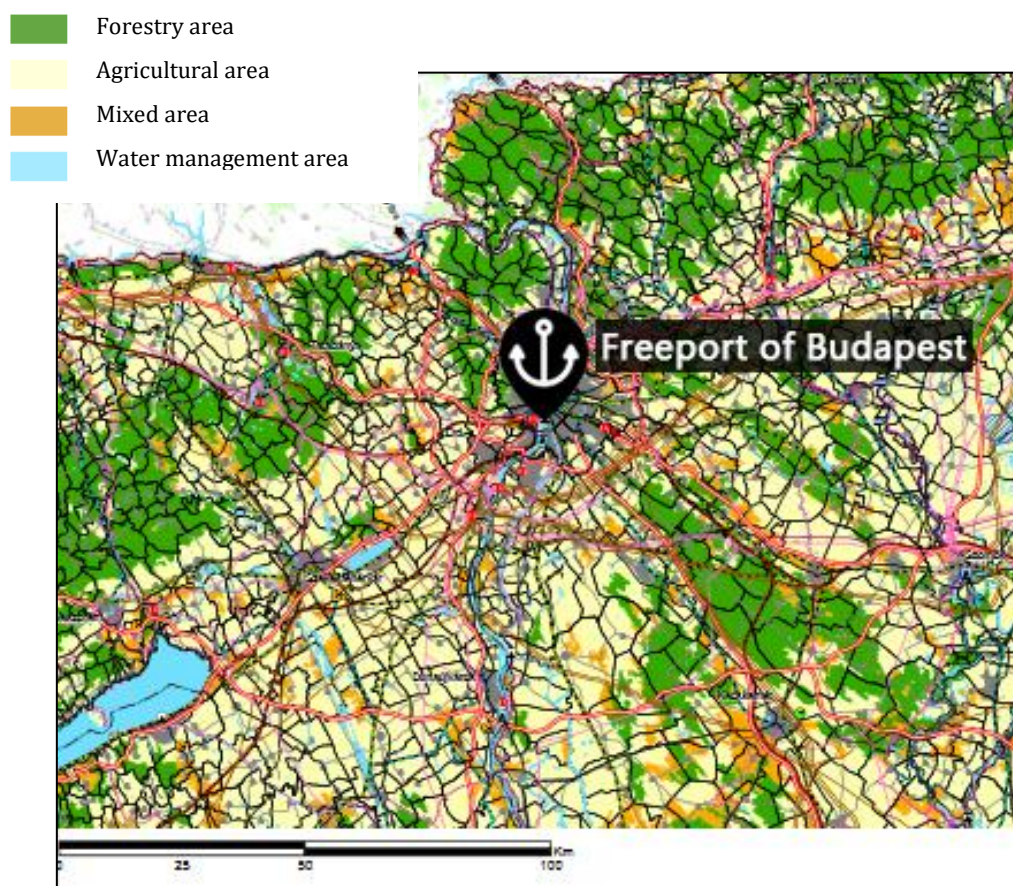 Forestry area
Agricultural area
Mixed area
Water management area
Freeport of Budapest
Km
0 25 50 100